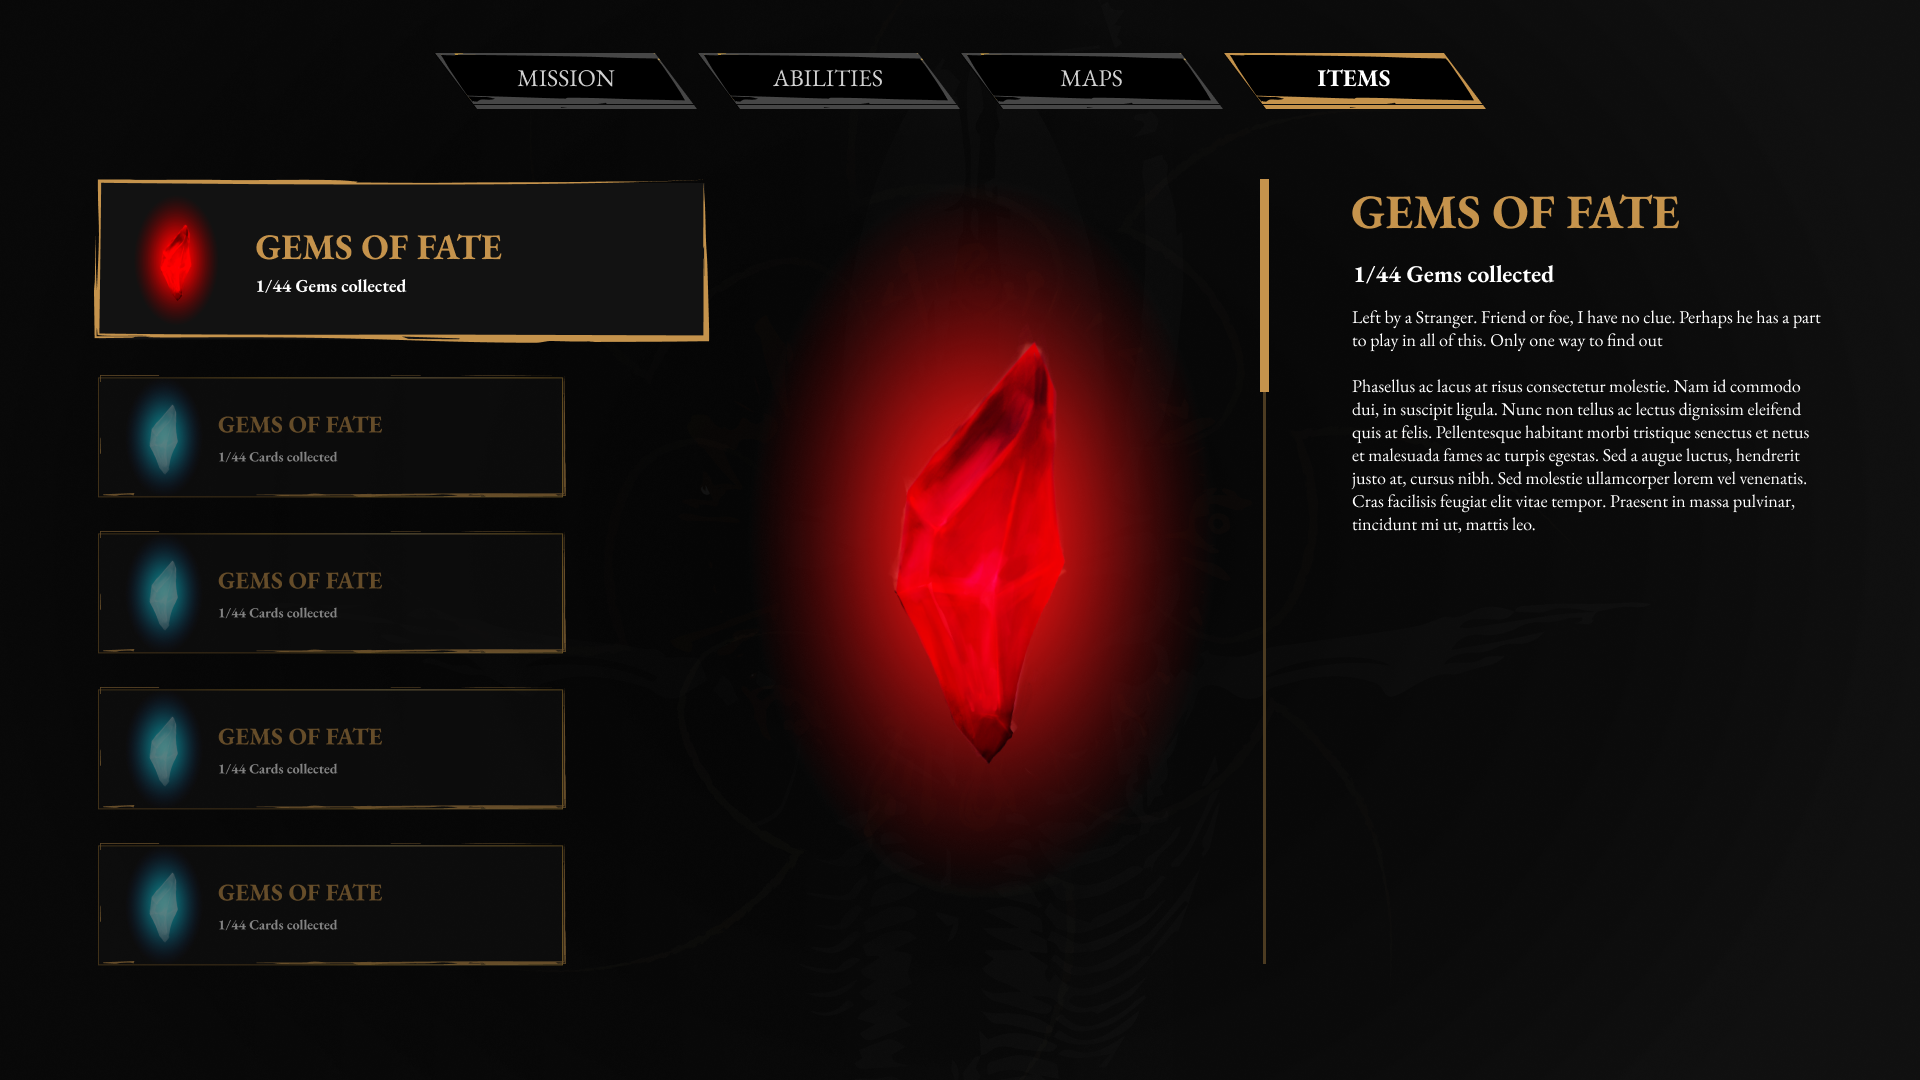 MISSION
ABILITIES
MAPS
ITEMS
GEMS OF FATE
1/44 Gems collected
GEMS OF FATE
1/44 Cards collected
GEMS OF FATE
1/44 Cards collected
GEMS OF FATE
1/44 Cards collected
GEMS OF FATE
1/44 Cards collected
GEMS OF FATE
1/44 Gems collected
Left by a Stranger. Friend or foe, I have no clue. Perhaps he has a part
to play in all of this. Only one way to find out
Phasellus ac lacus at risus consectetur molestie. Nam id commodo
dui, in suscipit ligula. Nunc non tellus ac lectus dignissim eleifend
quis at felis. Pellentesque habitant morbi tristique senectus et netus
et malesuada fames ac turpis egestas. Sed a augue luctus, hendrerit
justo at, cursus nibh. Sed molestie ullamcorper lorem vel venenatis.
Cras facilisis feugiat elit vitae tempor. Praesent in massa pulvinar,
tincidunt mi ut, mattis leo.